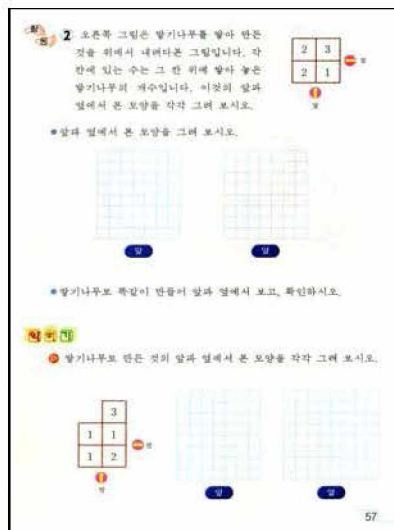 활동
2 오른쪽 그림은 쌓기나무를 쌓아 만든
것을 위에서 내려다본 그림입니다. 각
칸에 있는 수는 그 칸 위에 쌓아 놓은
쌓기나무의 개수입니다. 이것의 앞과
옆에서 본 모양을 각각 그려 보시오.
2 3
2 1
옆
앞
앞과 옆에서 본 모양을 그려 보시오.
앞 옆
쌓기나무로 똑같이 만들어 앞과 옆에서 보고, 확인하시오.
익히기
쌓기나무로 만든 것의 앞과 옆에서 본 모양을 각각 그려 보시오.
3
1 1
1 2
옆
앞
앞 옆
57